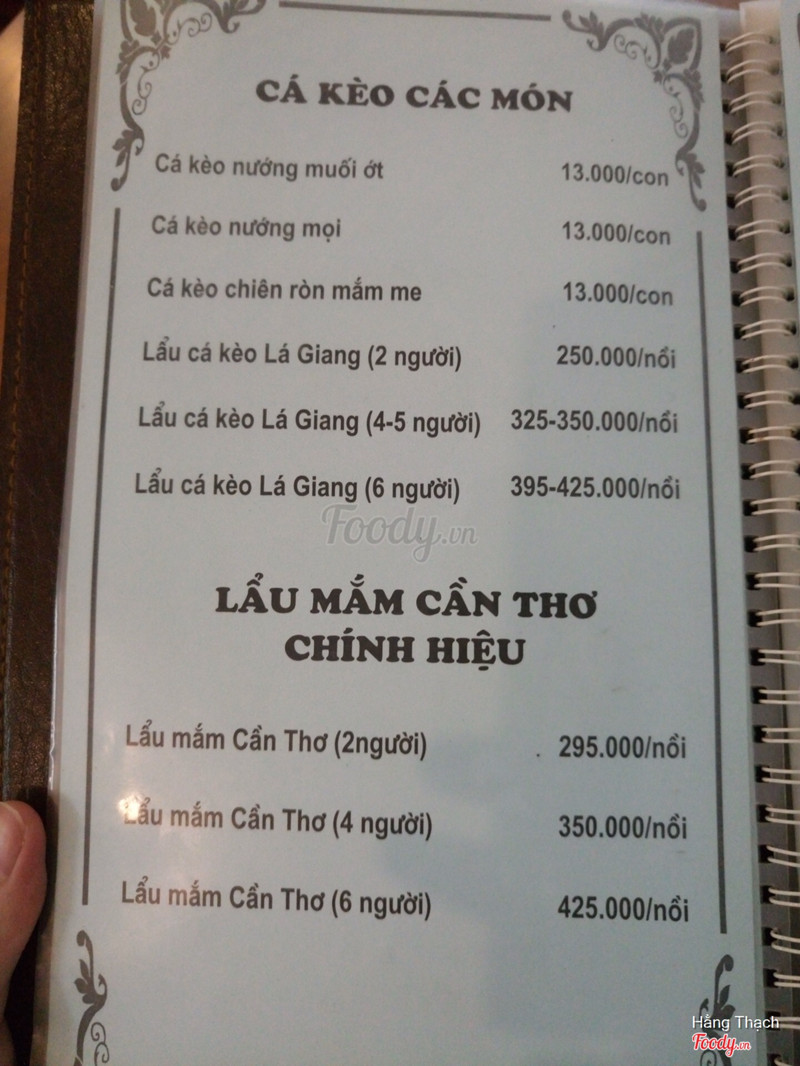 CÁ KÈO CÁC MÓN
Cá kèo nướng muối ớt 13.000/con
Cá kèo nướng mọi 13.000/con
Cá kèo chiên ròn mắm me 13.000/con
Lẩu cá kèo Lá Giang (2 người) 250.000/nồi
Lẩu cá kèo Lá Giang (4-5 người) 325-350.000/nồi
Lẩu cá kèo Lá Giang (6 người) 395-425.000/nồi
Foody.vn
LẨU MẮM CẦN THƠ
CHÍNH HIỆU
Lẩu mắm Cần Thơ (2người) 295.000/nồi
Lẩu mắm Cần Thơ (4 người) 350.000/nồi
Lẩu mắm Cần Thơ (6 người) 425.000/nồi
Hằng Thạch
Foody.vn